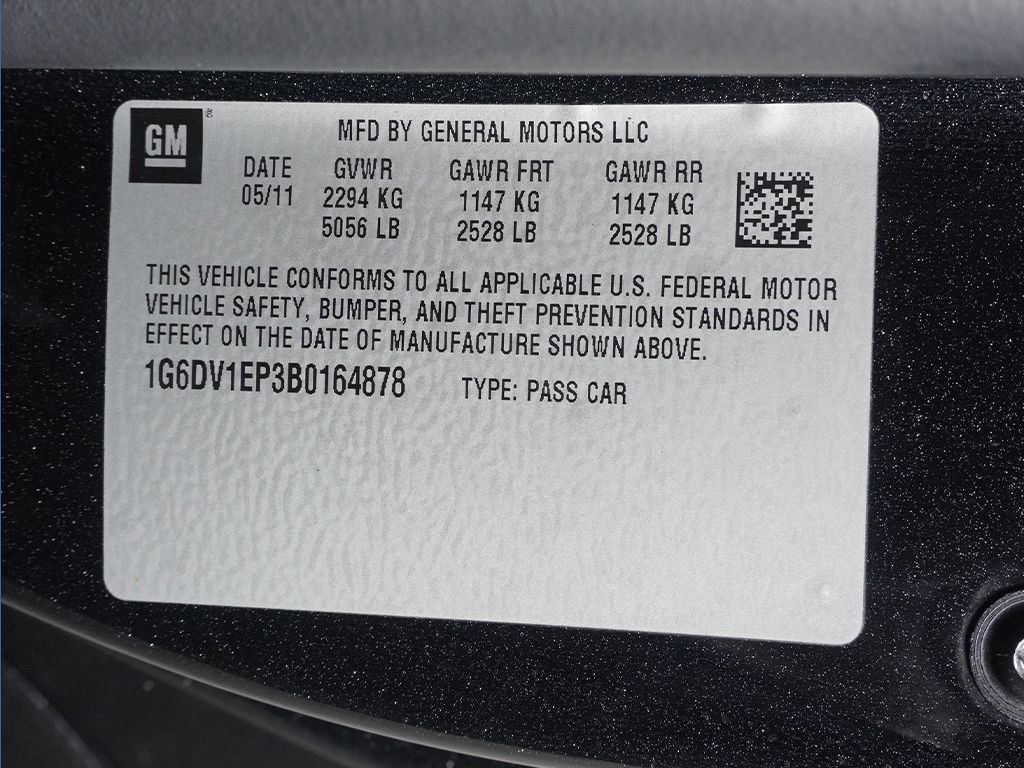 GM®
MFD BY GENERAL MOTORS LLC
DATE GVWR GAWR FRT GAWR RR
05/11 2294 KG 1147 KG 1147 KG
5056 LB 2528 LB 2528 LB
THIS VEHICLE CONFORMS TO ALL APPLICABLE U.S. FEDERAL MOTOR
VEHICLE SAFETY, BUMPER, AND THEFT PREVENTION STANDARDS IN
EFFECT ON THE DATE OF MANUFACTURE SHOWN ABOVE.
1G6DV1EP3B0164878 TYPE: PASS CAR